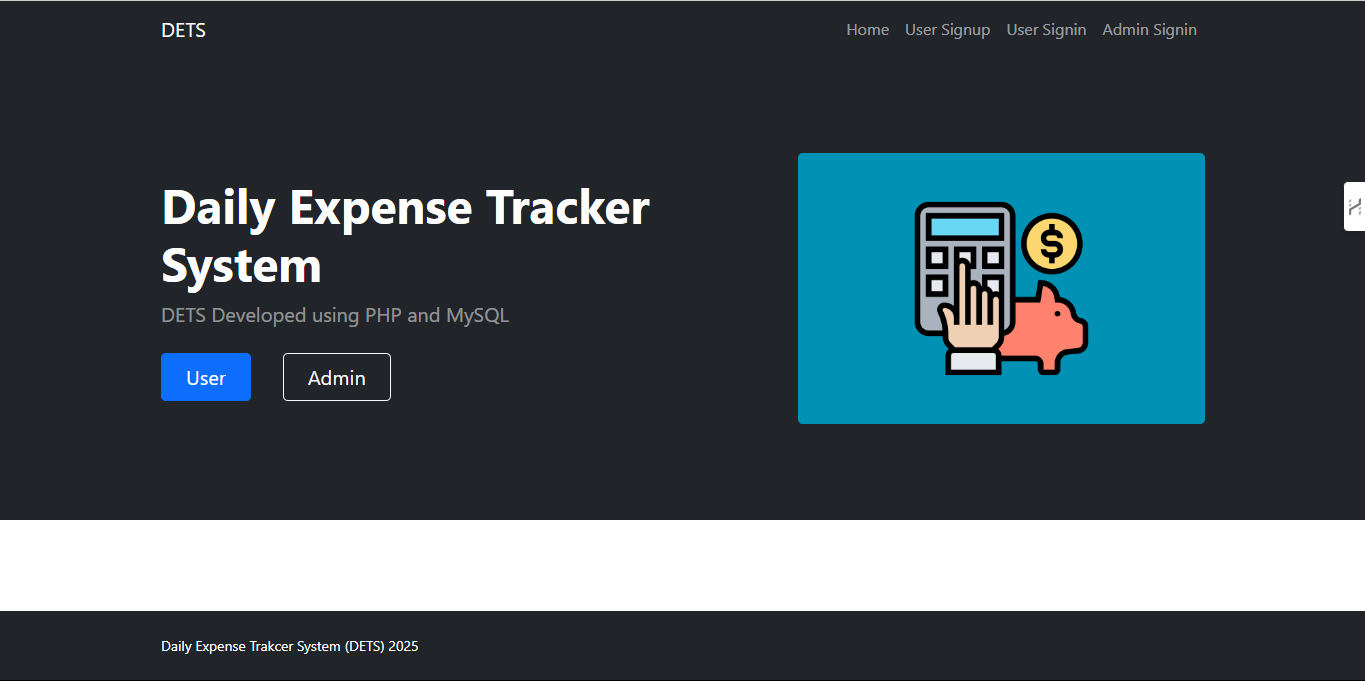 DETS
Home User Signup User Signin Admin Signin
Daily Expense Tracker
System
DETS Developed using PHP and MySQL
User Admin
$
Daily Expense Trakcer System (DETS) 2025